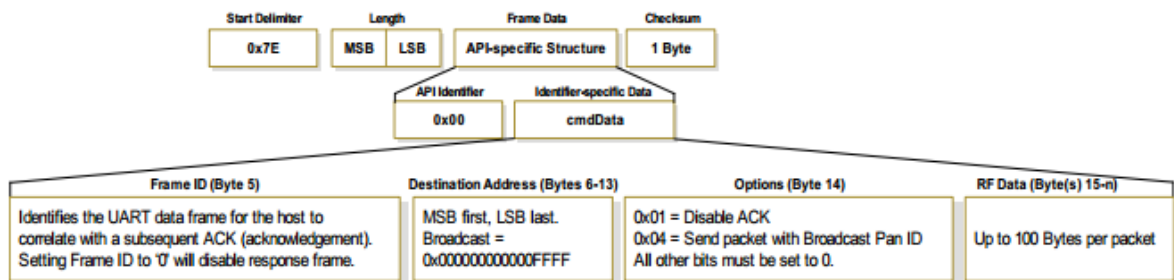 Start Delimiter Length Frame Data Checksum
0x7E MSB LSB API-specific Structure 1 Byte
API Identifier Identifier-specific Data
0x00 cmdData
Frame ID (Byte 5)
Identifies the UART data frame for the host to
correlate with a subsequent ACK (acknowledgement).
Setting Frame ID to '0' will disable response frame.
Destination Address (Bytes 6-13)
MSB first, LSB last.
Broadcast =
0x000000000000FFFF
Options (Byte 14)
0x01 = Disable ACK
0x04 = Send packet with Broadcast Pan ID
All other bits must be set to 0.
RF Data (Byte(s) 15-n)
Up to 100 Bytes per packet